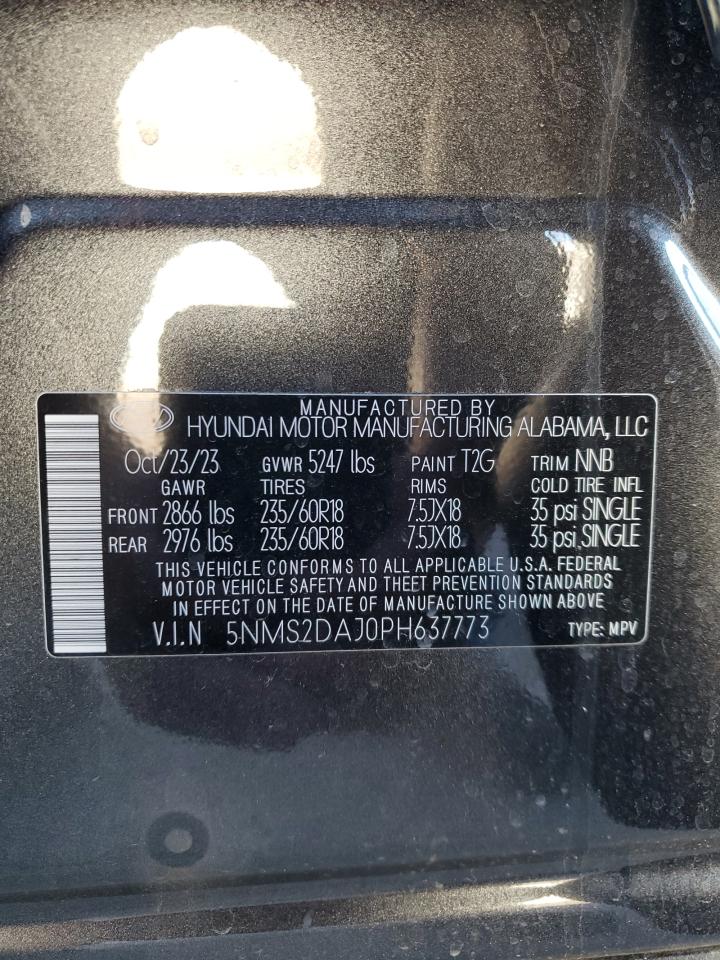 MANUFACTURED BY
HYUNDAI MOTOR MANUFACTURING ALABAMA, LLC
Oct/23/23 GVWR 5247 lbs PAINT T2G TRIM NNB
GAWR TIRES RIMS COLD TIRE INFL
FRONT 2866 lbs 235/60R18 7.5JX18 35 psi SINGLE
REAR 2976 lbs 235/60R18 7.5JX18 35 psi SINGLE
THIS VEHICLE CONFORMS TO ALL APPLICABLE U.S.A. FEDERAL
MOTOR VEHICLE SAFETY AND THEFT PREVENTION STANDARDS
IN EFFECT ON THE DATE OF MANUFACTURE SHOWN ABOVE
V.I.N 5NMS2DAJ0PH637773 TYPE: MPV